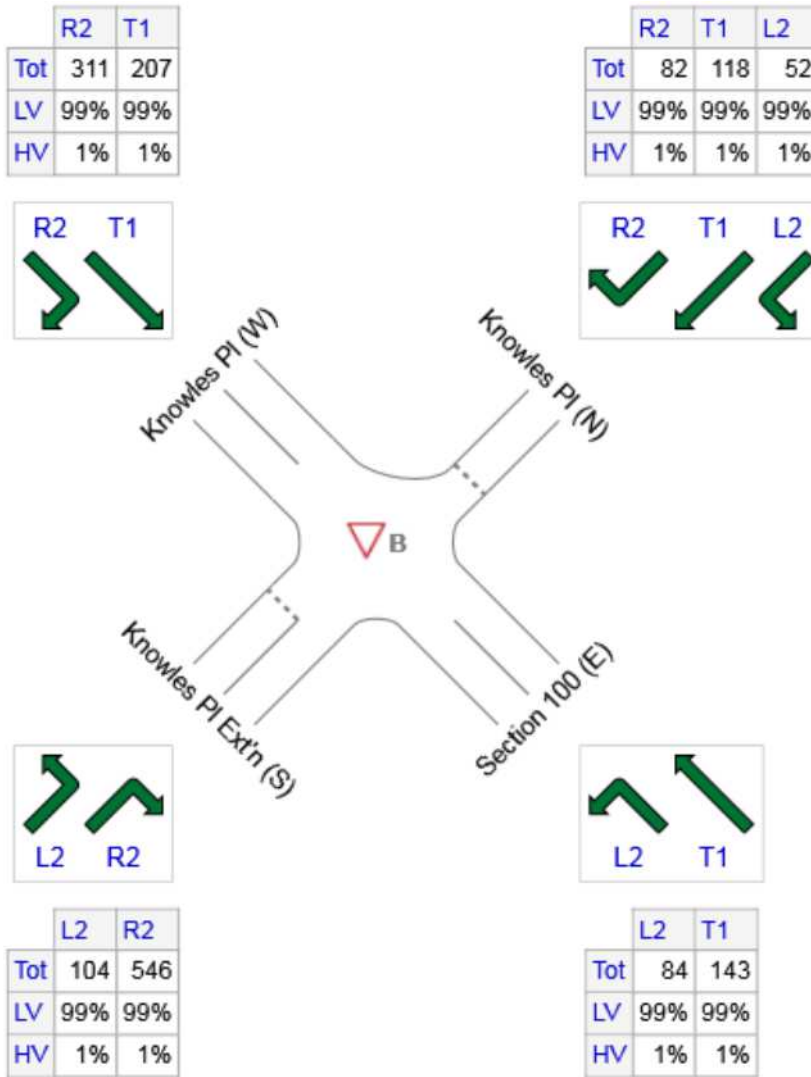 R2 T1
Tot 311 207
LV 99% 99%
HV 1% 1%
R2 T1 L2
Tot 82 118 52
LV 99% 99% 99%
HV 1% 1% 1%
R2 T1
R2 T1 L2
Knowles Pl (W)
Knowles Pl (N)
B
Knowles Pl Ext'n (S)
Section 100 (E)
L2 R2
L2 T1
L2 R2
Tot 104 546
LV 99% 99%
HV 1% 1%
L2 T1
Tot 84 143
LV 99% 99%
HV 1% 1%